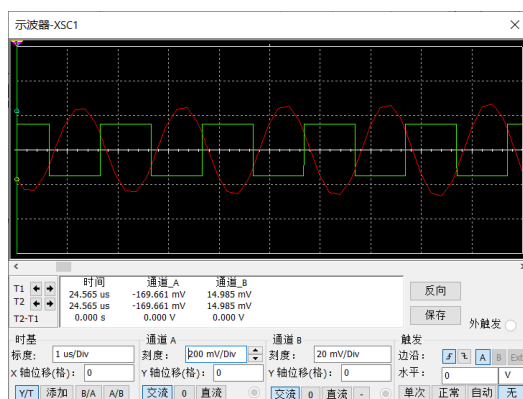 示波器-XSC1
时间 通道_A 通道_B
T1 24.565 us -169.661 mV 14.985 mV
T2 24.565 us -169.661 mV 14.985 mV
T2-T1 0.000 s 0.000 V 0.000 V
反向
保存
外触发
时基 通道 A 通道 B 触发
标度: 1 us/Div 刻度: 200 mV/Div 刻度: 20 mV/Div 边沿: A B Ext
X 轴位移(格): 0 Y 轴位移(格): 0 Y 轴位移(格): 0 水平: 0 V
Y/T 添加 B/A A/B 交流 0 直流 交流 0 直流 - 单次 正常 自动 无